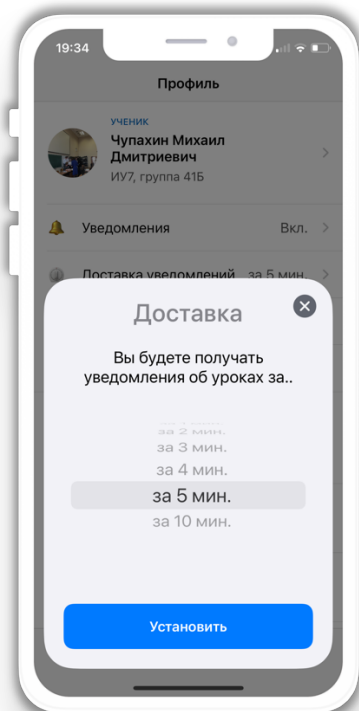 19:34
Профиль
УЧЕНИК
Чупахин Михаил
Дмитриевич
ИУ7, группа 41Б
Уведомления Вкл.
Доставка уведомлений за 5 мин.
Доставка
Вы будете получать
уведомления об уроках за..
за 2 мин.
за 3 мин.
за 4 мин.
за 5 мин.
за 10 мин.
Установить